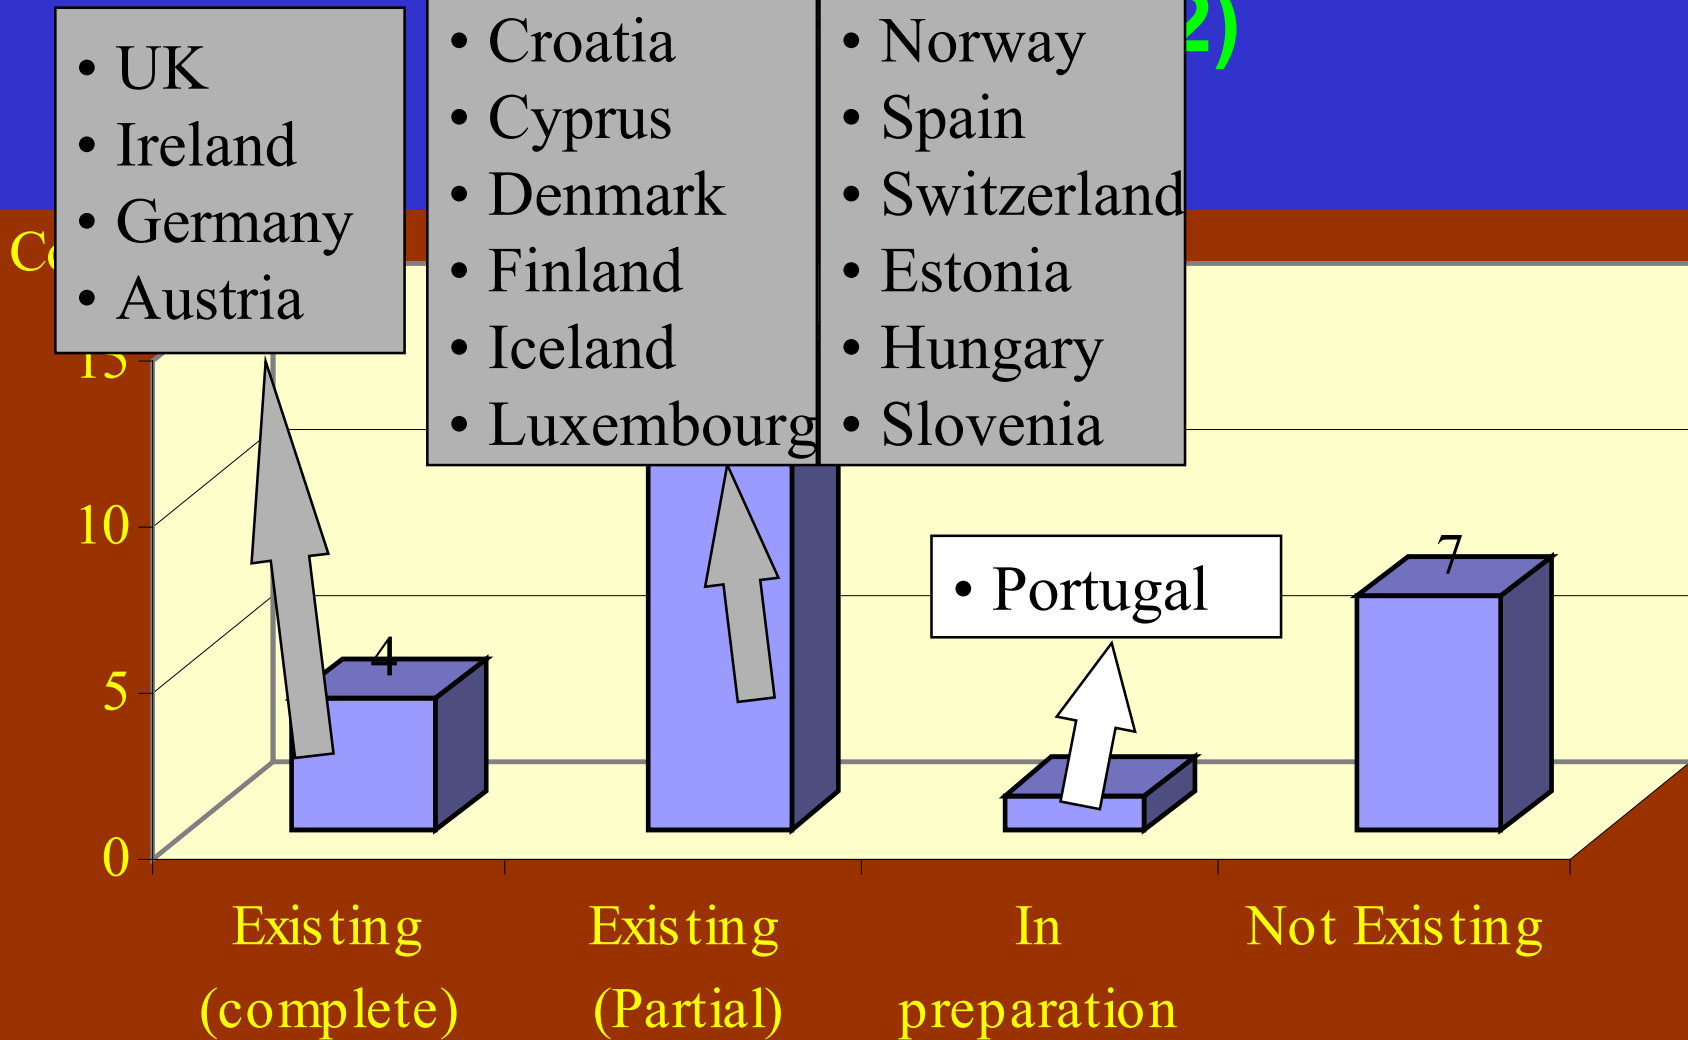 2)
• UK
• Ireland
• Germany
• Austria
• Croatia
• Cyprus
• Denmark
• Finland
• Iceland
• Luxembourg
• Norway
• Spain
• Switzerland
• Estonia
• Hungary
• Slovenia
15
10
5
0
4
• Portugal
7
Existing
(complete)
Existing
(Partial)
In
preparation
Not Existing